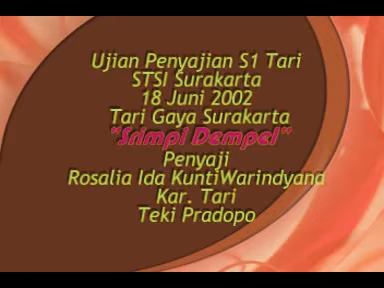 Ujian Penyajian S1 Tari
STSI Surakarta
18 Juni 2002
Tari Gaya Surakarta
"Srimpi Dempel"
Penyaji
Rosalia Ida KuntiWarindyana
Kar. Tari
Teki Pradopo